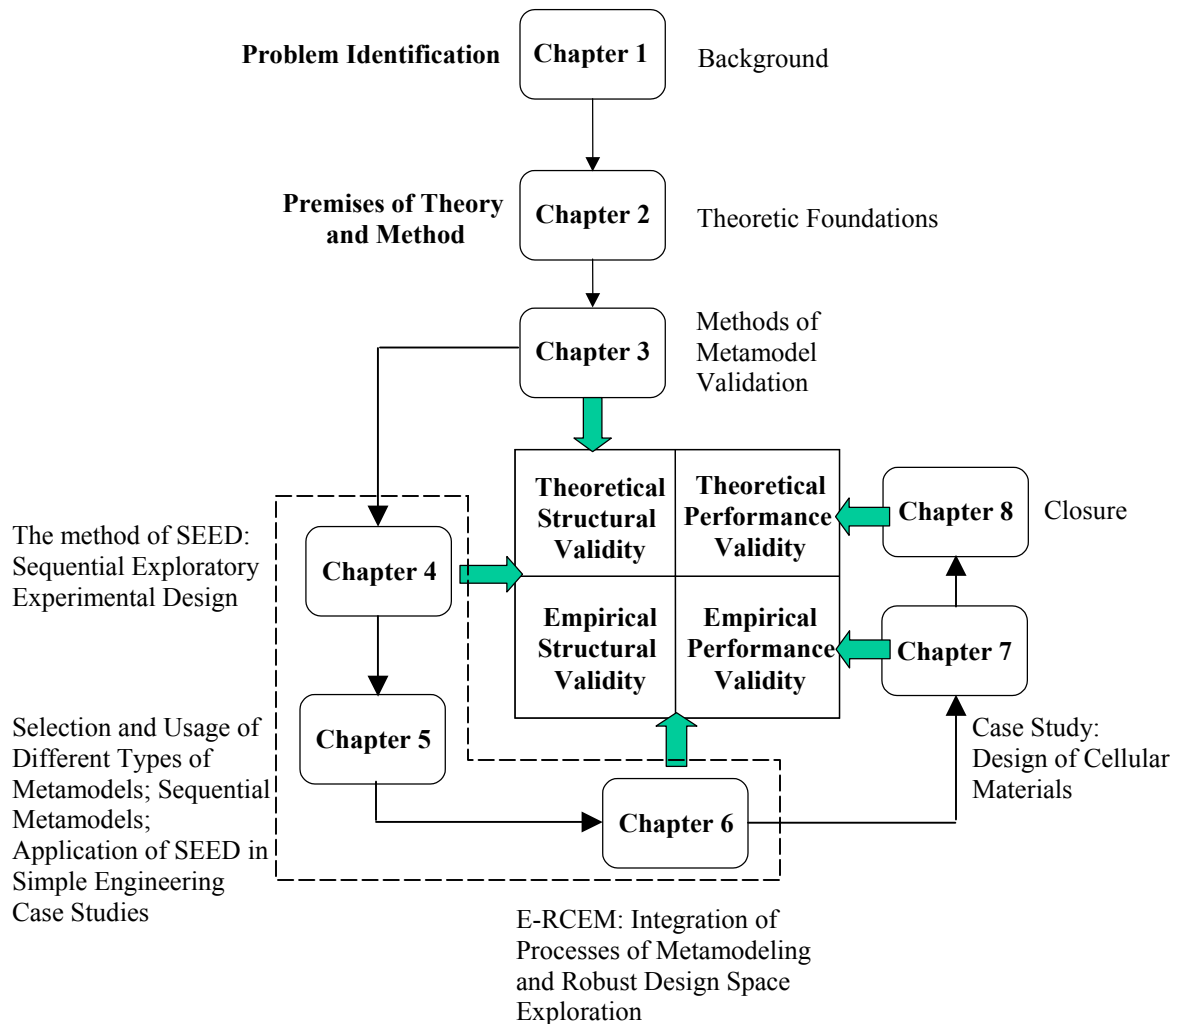 Problem Identification
Chapter 1
Background
Premises of Theory
and Method
Chapter 2
Theoretic Foundations
Chapter 3
Methods of
Metamodel
Validation
Theoretical
Structural
Validity
Theoretical
Performance
Validity
Chapter 8
Closure
The method of SEED:
Sequential Exploratory
Experimental Design
Chapter 4
Empirical
Structural
Validity
Empirical
Performance
Validity
Chapter 7
Selection and Usage of
Different Types of
Metamodels; Sequential
Metamodels;
Application of SEED in
Simple Engineering
Case Studies
Chapter 5
Case Study:
Design of Cellular
Materials
Chapter 6
E-RCEM: Integration of
Processes of Metamodeling
and Robust Design Space
Exploration